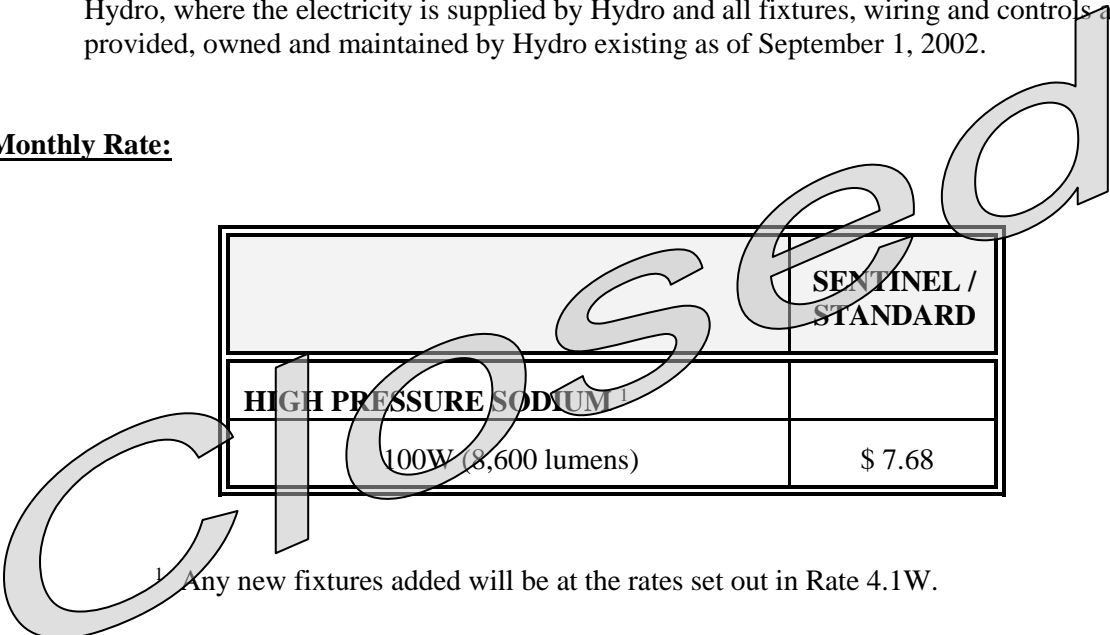 Hydro, where the electricity is supplied by Hydro and all fixtures, wiring and controls
provided, owned and maintained by Hydro existing as of September 1, 2002.
Monthly Rate:
SENTINEL /
STANDARD
HIGH PRESSURE SODIUM ¹
100W (8,600 lumens) $ 7.68
¹ Any new fixtures added will be at the rates set out in Rate 4.1W.
Closed